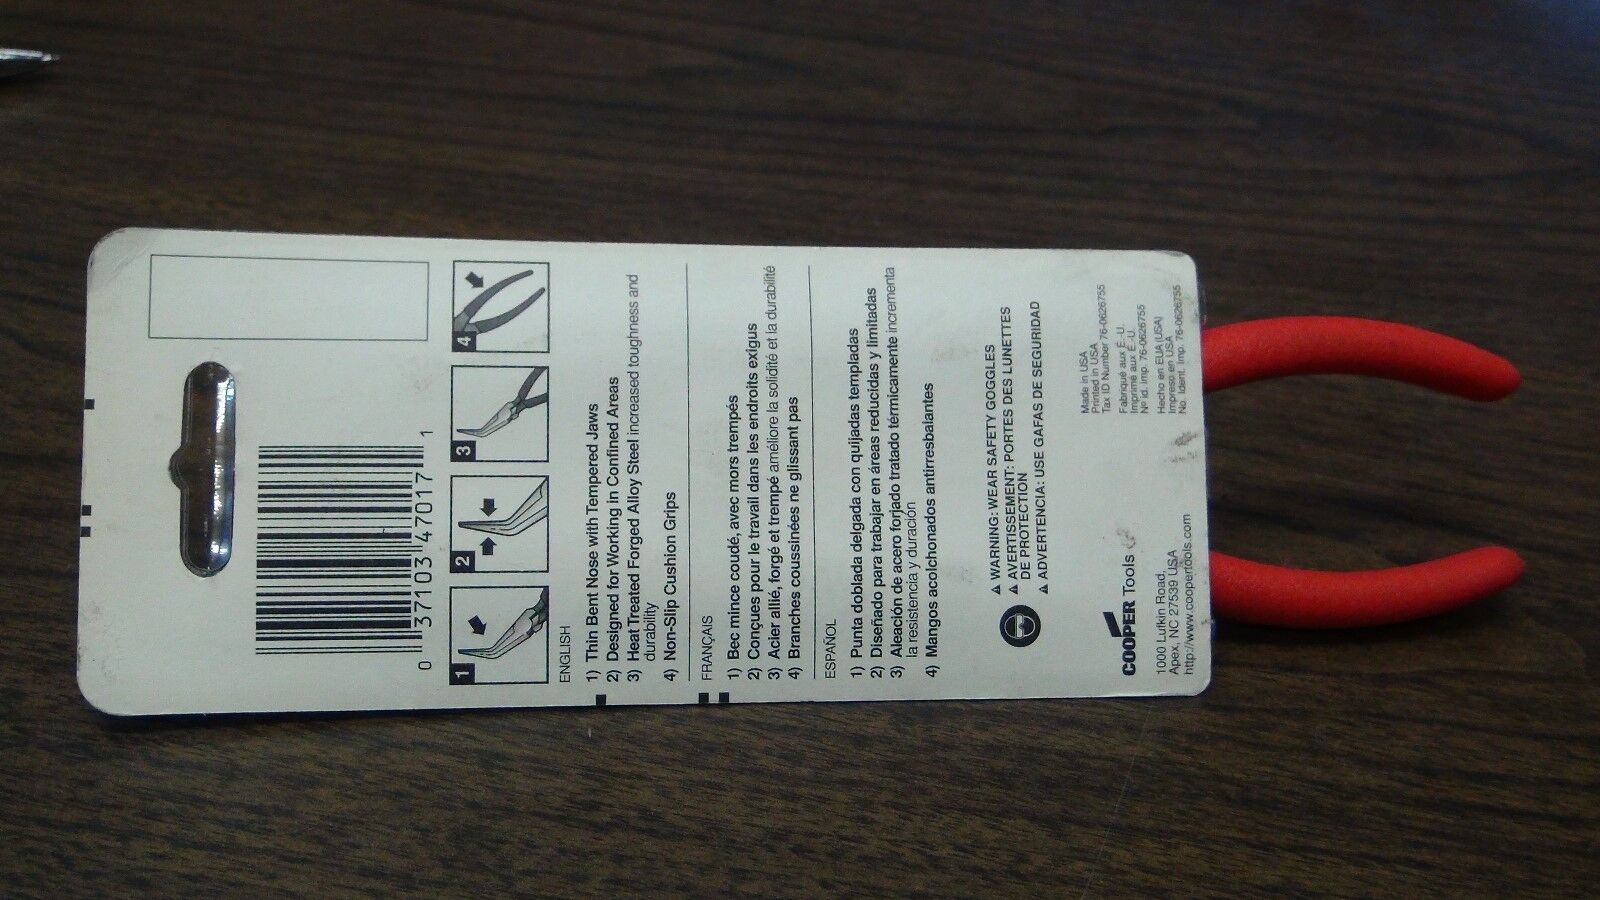 0 37103 47017 1
1
2
3
4
ENGLISH
1) Thin Bent Nose with Tempered Jaws
2) Designed for Working In Confined Areas
3) Heat Treated Forged Alloy Steel increased toughness and
durability
4) Non-Slip Cushion Grips
FRANÇAIS
1) Bec mince coudé, avec mors trempés
2) Conçues pour le travail dans les endroits exigus
3) Acier allié, forgé et trempé améliore la solidité et la durabilité
4) Branches coussinées ne glissant pas
ESPAÑOL
1) Punta doblada delgada con quijadas templadas
2) Diseñado para trabajar en áreas reducidas y limitadas
3) Aleación de acero forjado tratado térmicamente incrementa
la resistencia y duración
4) Mangos acolchonados antirresbalantes
WARNING: WEAR SAFETY GOGGLES
AVERTISSEMENT: PORTES DES LUNETTES
DE PROTECTION
ADVERTENCIA: USE GAFAS DE SEGURIDAD
COOPER Tools
1000 Lufkin Road,
Apex, NC 27539 USA
http://www.coopertools.com
Made in USA
Printed in USA
Tax ID Number 76-0626755
Fabriqué aux É.-U.
Imprimé aux É.-U.
Nº id. imp. 76-0626755
Hecho en EUA (USA)
Impreso en USA
No. Ident. Imp. 76-0626755